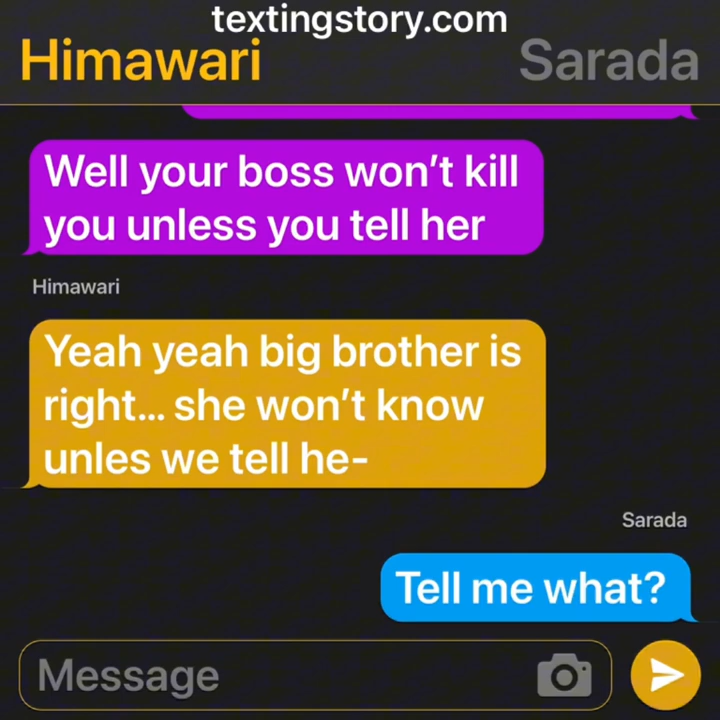 textingstory.com
Himawari
Sarada
Well your boss won't kill
you unless you tell her
Himawari
Yeah yeah big brother is
right... she won't know
unles we tell he-
Sarada
Tell me what?
Message